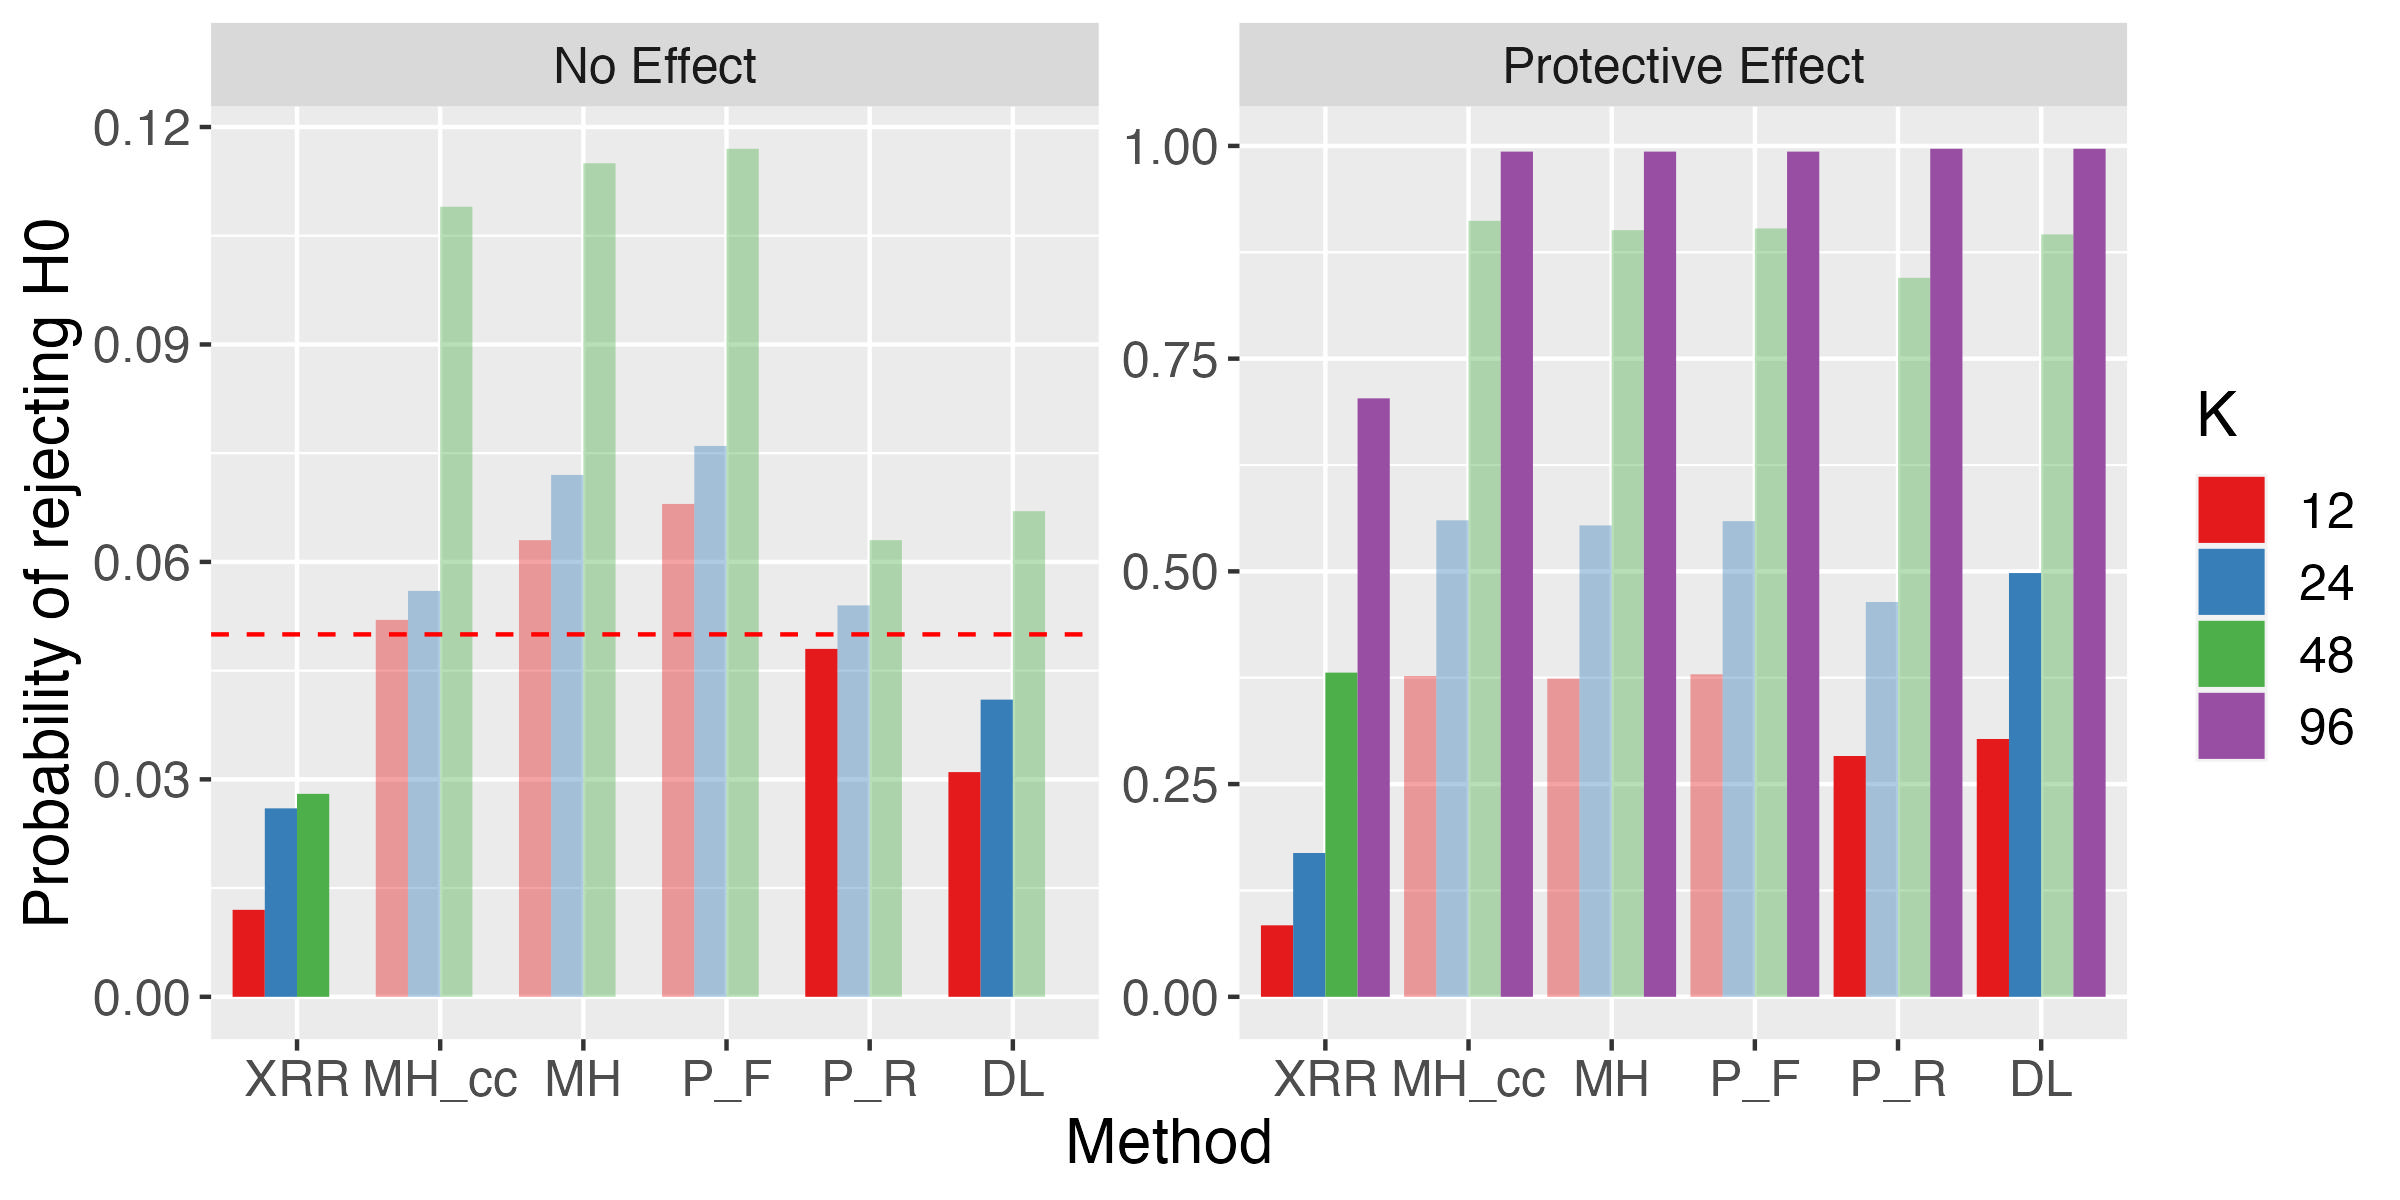 No Effect
Protective Effect
Probability of rejecting H0
0.12
0.09
0.06
0.03
0.00
1.00
0.75
0.50
0.25
0.00
XRR MH_cc MH P_F P_R DL
XRR MH_cc MH P_F P_R DL
Method
K
12
24
48
96